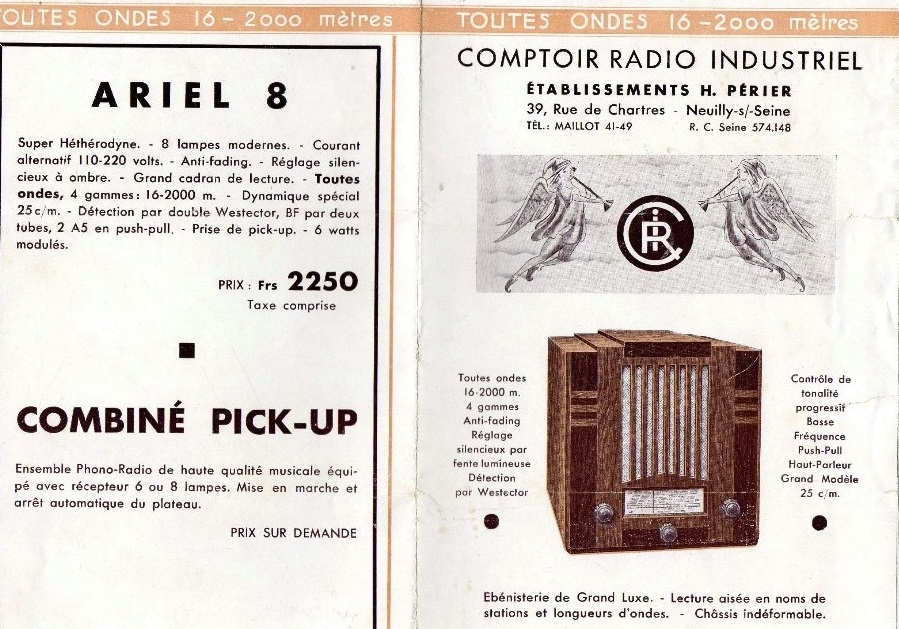 TOUTES ONDES 16 - 2000 mètres
ARIEL 8
Super Héthérodyne. - 8 lampes modernes. - Courant
alternatif 110-220 volts. - Anti-fading. - Réglage silen-
cieux à ombre. - Grand cadran de lecture. - Toutes
ondes, 4 gammes: 16-2000 m. - Dynamique spécial
25 c/m. - Détection par double Westector, BF par deux
tubes, 2 A5 en push-pull. - Prise de pick-up. - 6 watts
modulés.
PRIX : Frs 2250
Taxe comprise
COMBINÉ PICK-UP
Ensemble Phono-Radio de haute qualité musicale équi-
pé avec récepteur 6 ou 8 lampes. Mise en marche et
arrêt automatique du plateau.
PRIX SUR DEMANDE
TOUTES ONDES 16 - 2000 mètres
COMPTOIR RADIO INDUSTRIEL
ÉTABLISSEMENTS H. PÉRIER
39, Rue de Chartres - Neuilly-s/-Seine
TÉL.: MAILLOT 41-49 R. C. Seine 574.148
CRi
Toutes ondes
16-2000 m.
4 gammes
Anti-fading
Réglage
silencieux par
fente lumineuse
Détection
par Westector
Contrôle de
tonalité
progressif
Basse
Fréquence
Push-Pull
Haut-Parleur
Grand Modèle
25 c/m.
Ebénisterie de Grand Luxe. - Lecture aisée en noms de
stations et longueurs d'ondes. - Châssis indéformable.